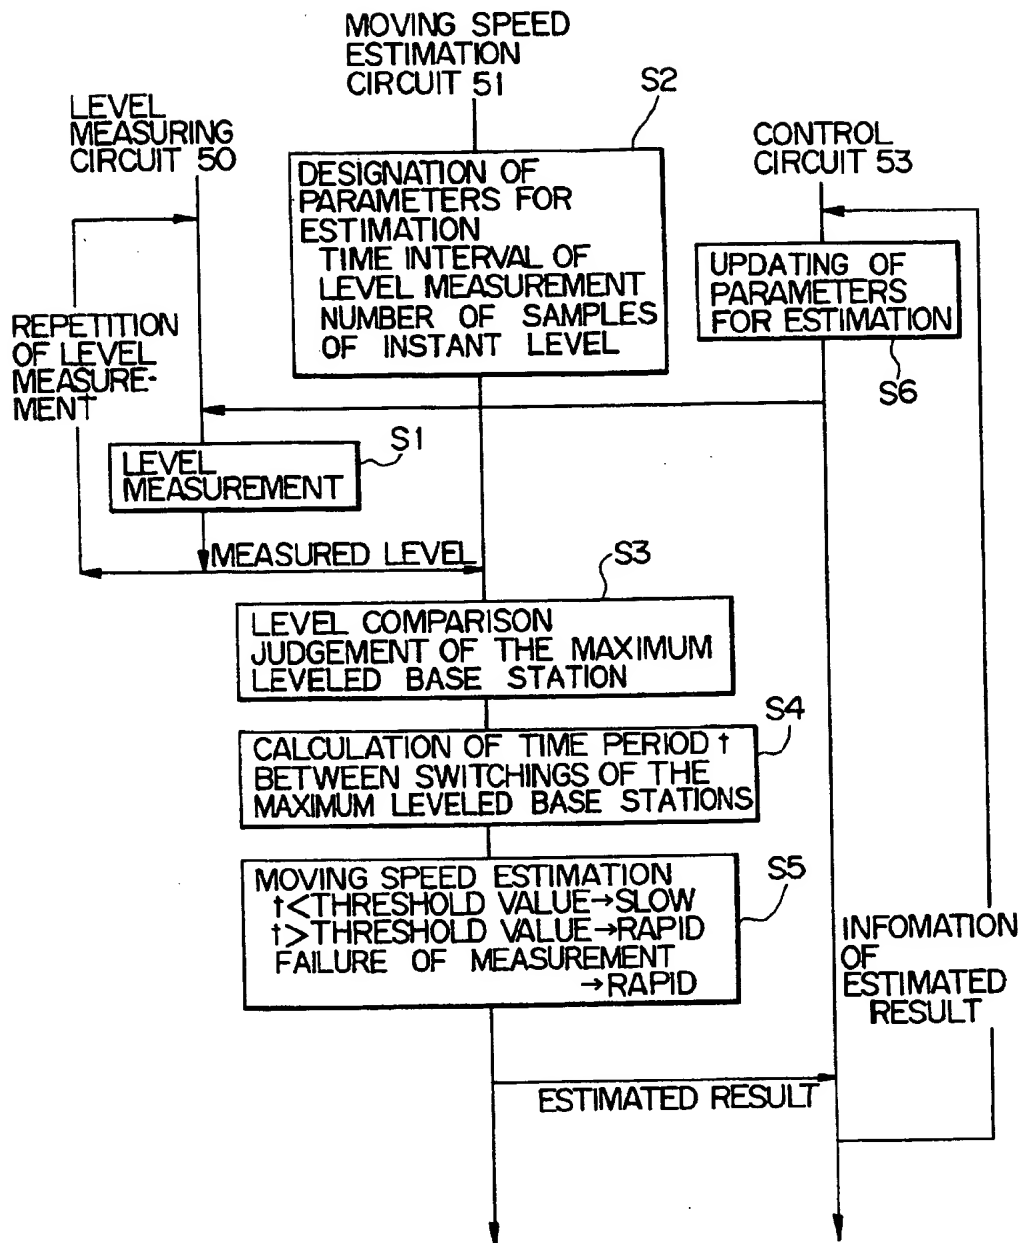 MOVING SPEED
ESTIMATION
CIRCUIT 51
S2
LEVEL
MEASURING
CIRCUIT 50
CONTROL
CIRCUIT 53
DESIGNATION OF
PARAMETERS FOR
ESTIMATION
TIME INTERVAL OF
LEVEL MEASUREMENT
NUMBER OF SAMPLES
OF INSTANT LEVEL
UPDATING OF
PARAMETERS
FOR ESTIMATION
S6
REPETITION
OF LEVEL
MEASURE-
MENT
S1
LEVEL
MEASUREMENT
MEASURED LEVEL
S3
LEVEL COMPARISON
JUDGEMENT OF THE MAXIMUM
LEVELED BASE STATION
S4
CALCULATION OF TIME PERIOD t
BETWEEN SWITCHINGS OF THE
MAXIMUM LEVELED BASE STATIONS
S5
MOVING SPEED ESTIMATION
t<THRESHOLD VALUE→SLOW
t>THRESHOLD VALUE→RAPID
FAILURE OF MEASUREMENT
→RAPID
INFOMATION
OF
ESTIMATED
RESULT
ESTIMATED RESULT